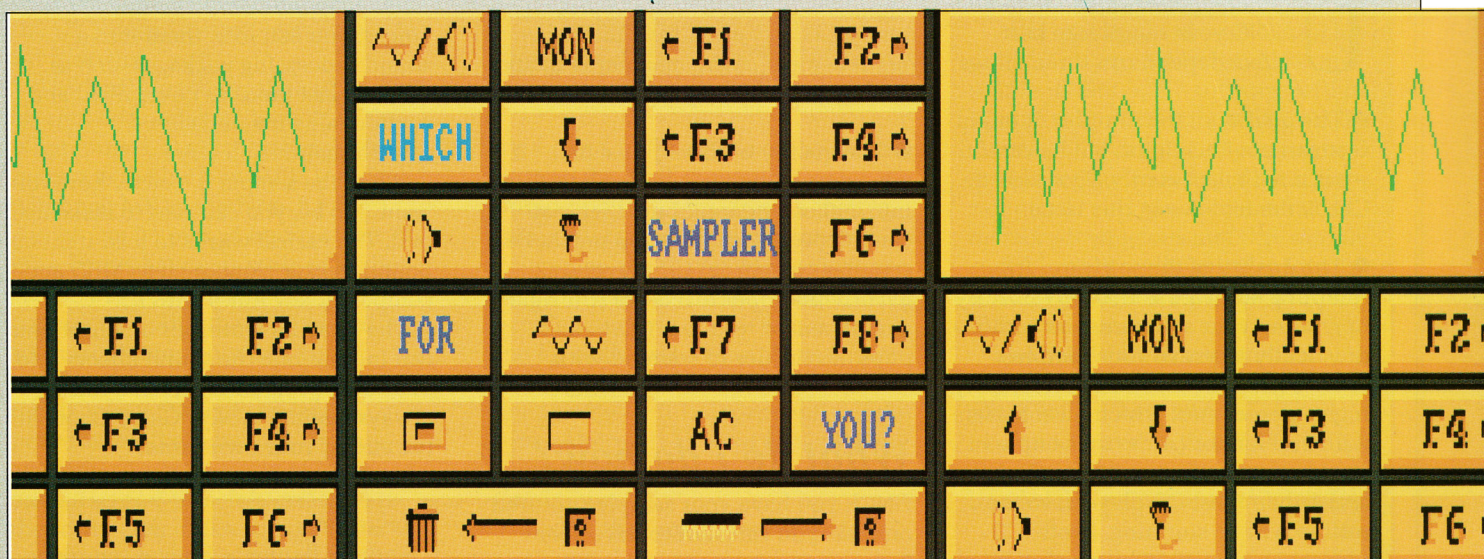 MON F1 F2
WHICH F3 F4
SAMPLER F6
F1 F2 FOR F7 F8 MON F1 F2
F3 F4 AC YOU? F3 F4
F5 F6 ? ? F5 F6